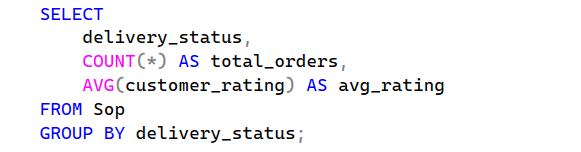 SELECT
    delivery_status,
    COUNT(*) AS total_orders,
    AVG(customer_rating) AS avg_rating
FROM Sop
GROUP BY delivery_status;